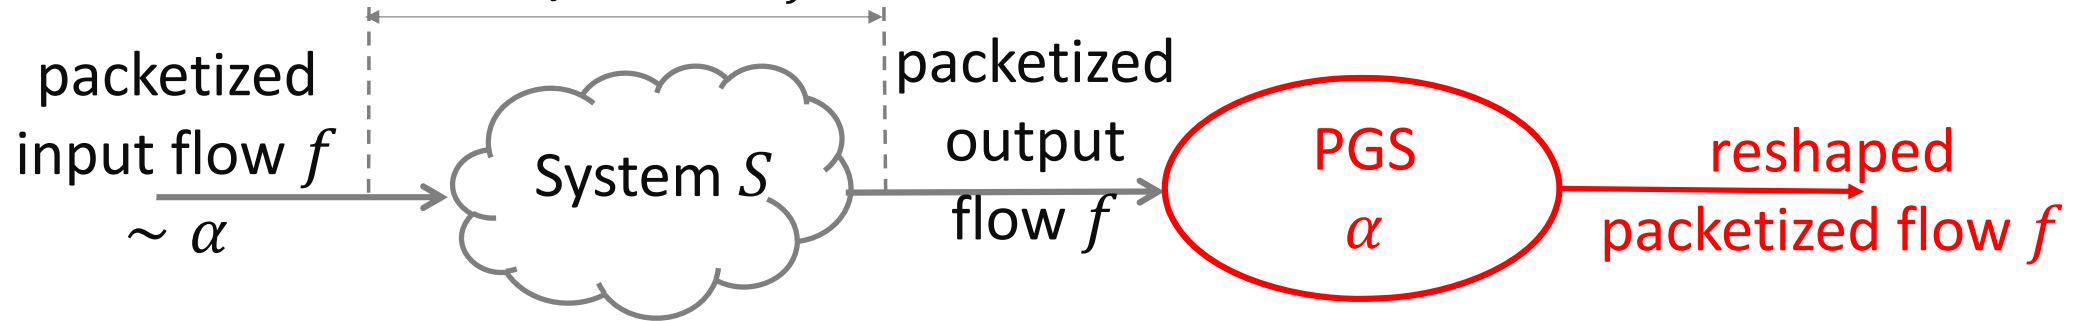 packetized
input flow f
~ α
System S
packetized
output
flow f
PGS
α
reshaped
packetized flow f